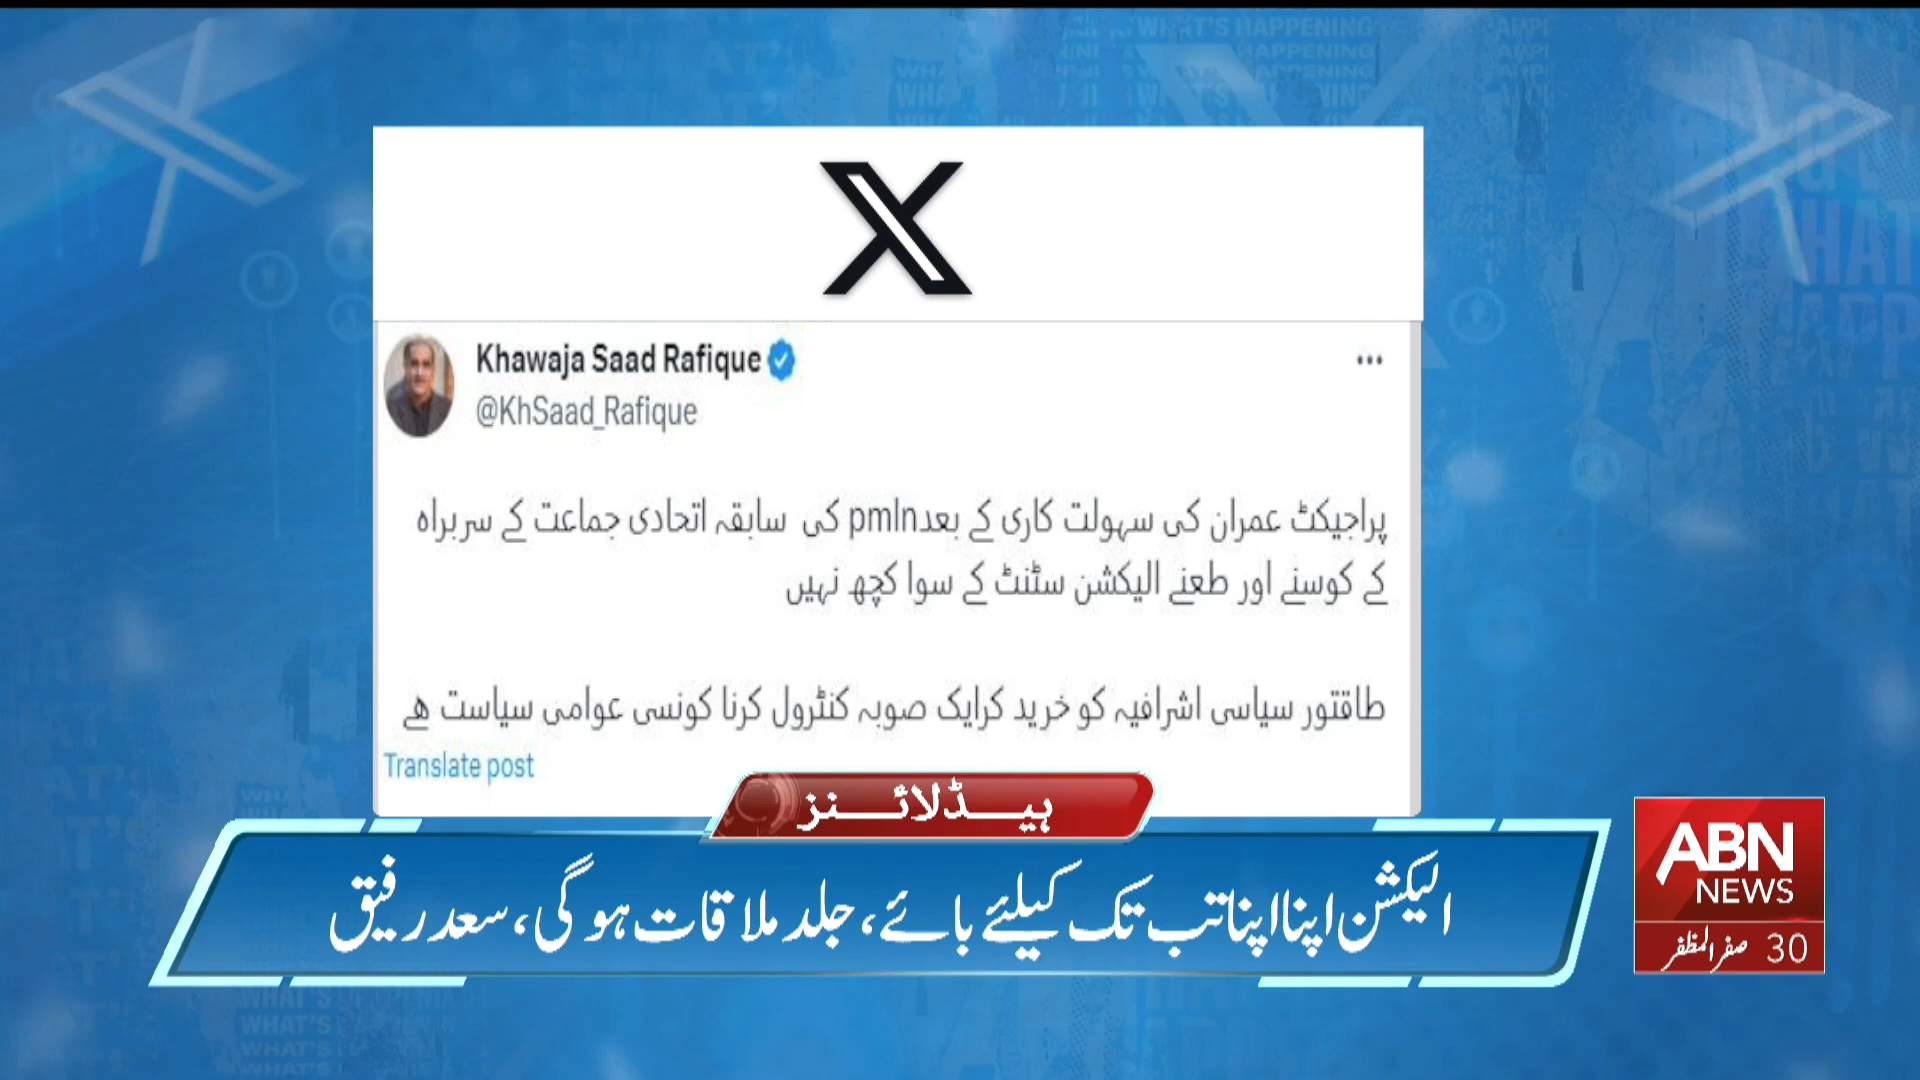 Khawaja Saad Rafique
@KhSaad_Rafique
پراجیکٹ عمران کی سہولت کاری کے بعدpmln کی سابقہ اتحادی جماعت کے سربراہ
کے کوسنے اور طعنے الیکشن سٹنٹ کے سوا کچھ نہیں
طاقتور سیاسی اشرافیہ کو خرید کرایک صوبہ کنٹرول کرنا کونسی عوامی سیاست ھے
Translate post
ہیڈلائنز
الیکشن اپنا اپنا تب تک کیلئے بائے، جلد ملاقات ہوگی، سعد رفیق
ABN
NEWS
30 صفر المظفر